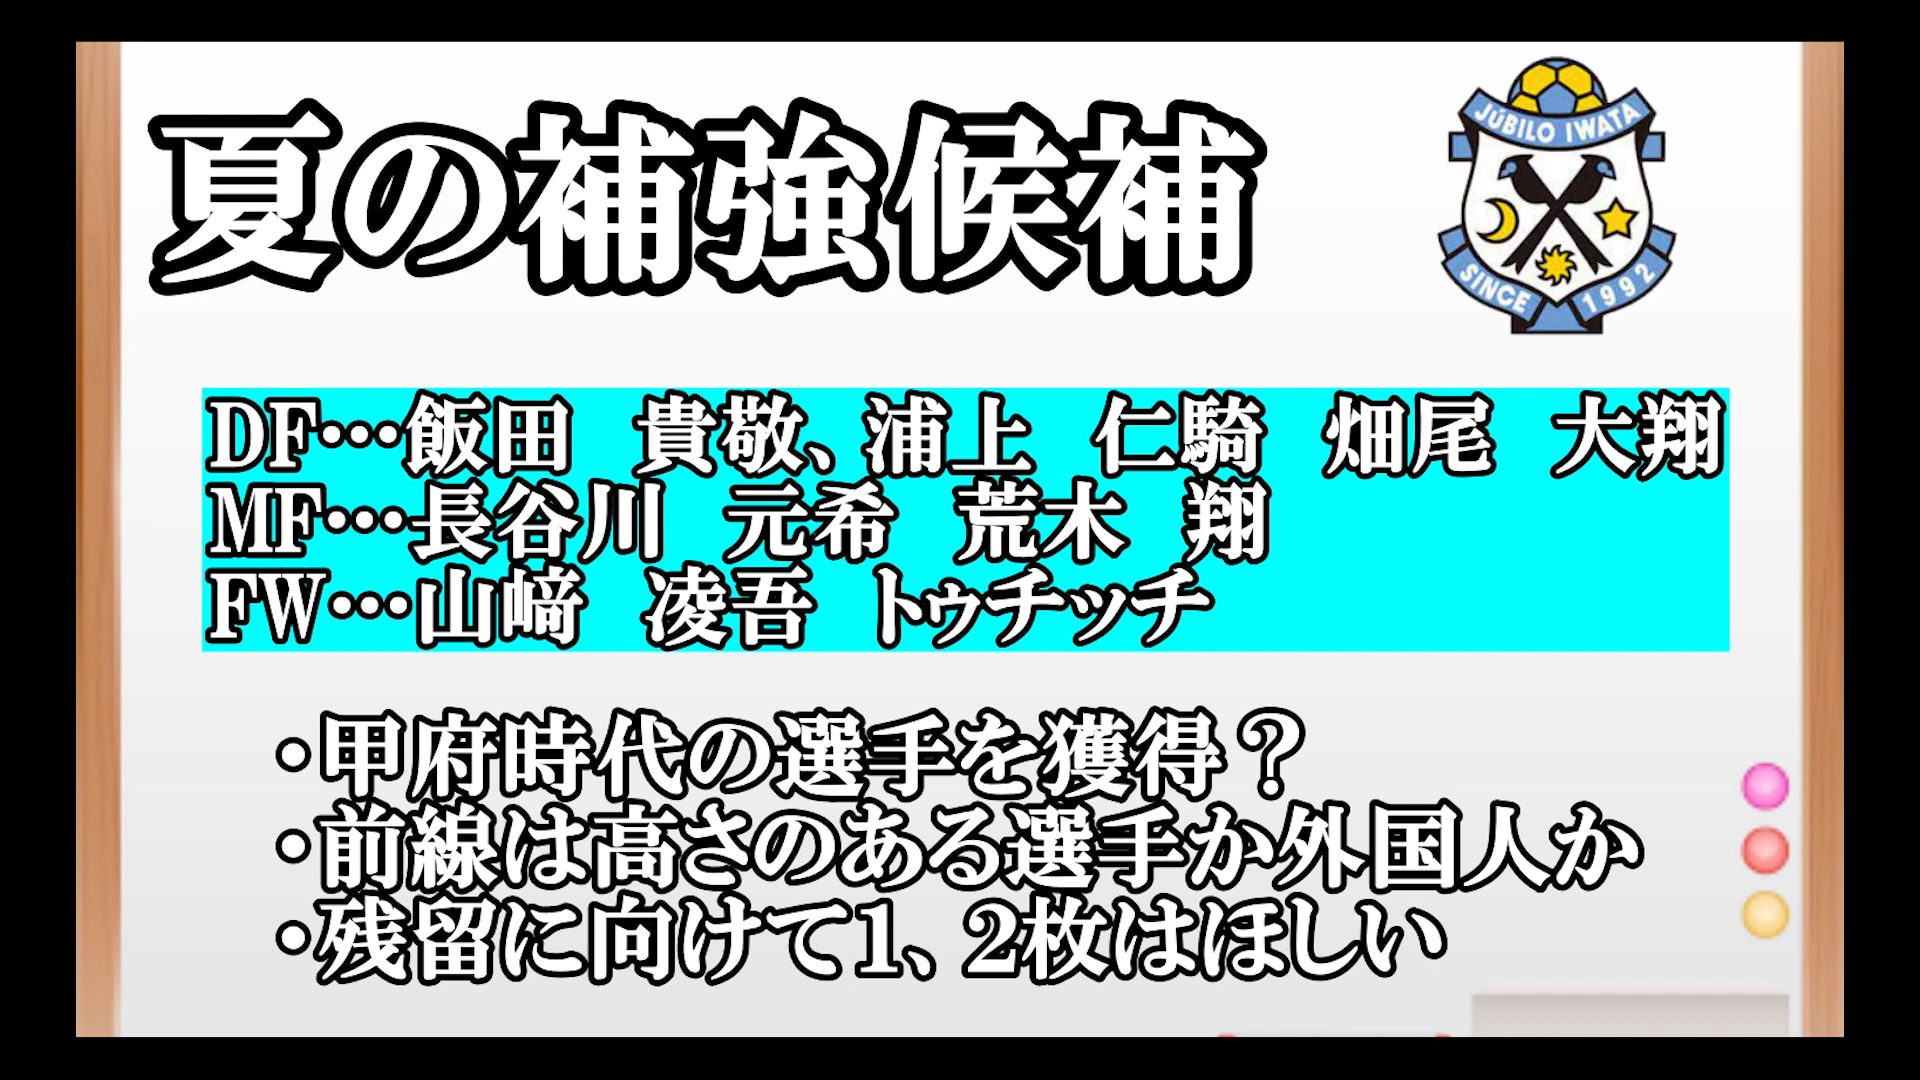 夏の補強候補
JÚBILO IWATA
SINCE 1992
DF…飯田　貴敬、浦上　仁騎　畑尾　大翔
MF…長谷川　元希　荒木　翔
FW…山﨑　凌吾　トゥチッチ
・甲府時代の選手を獲得？
・前線は高さのある選手か外国人か
・残留に向けて1、2枚はほしい